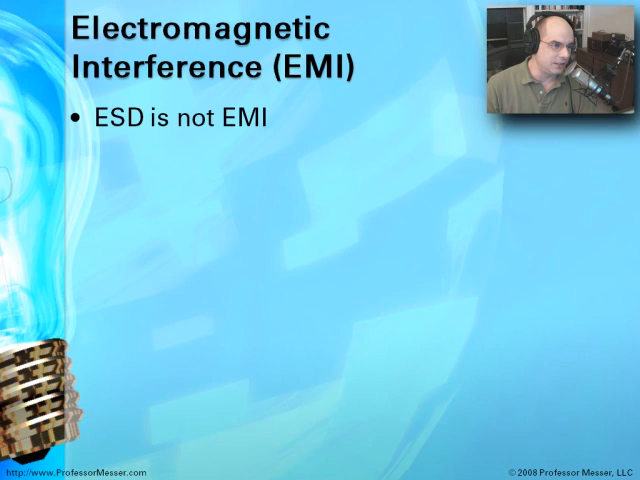 Electromagnetic
Interference (EMI)
• ESD is not EMI
http://www.ProfessorMesser.com
© 2008 Professor Messer, LLC